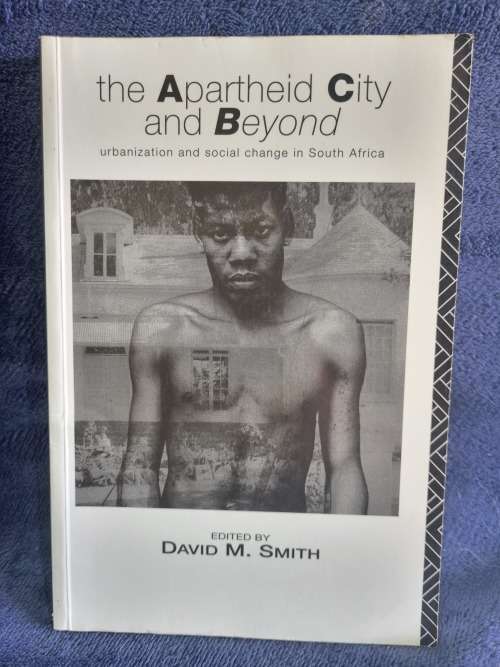 the Apartheid City
and Beyond
urbanization and social change in South Africa
EDITED BY
DAVID M. SMITH